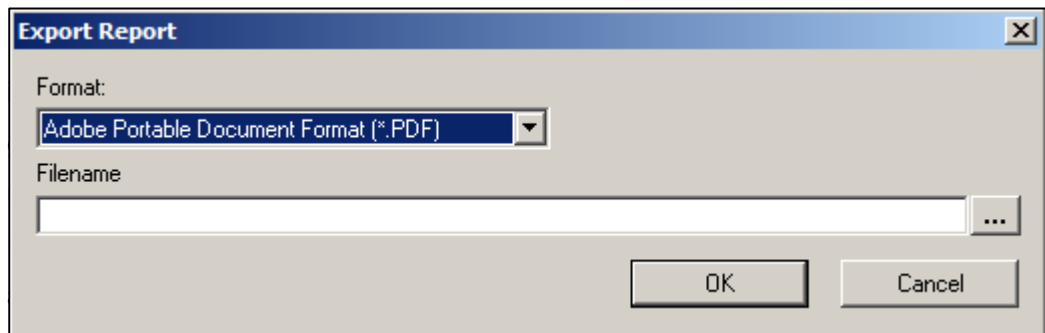 Export Report
Format:
Adobe Portable Document Format (*.PDF)
Filename
...
OK Cancel